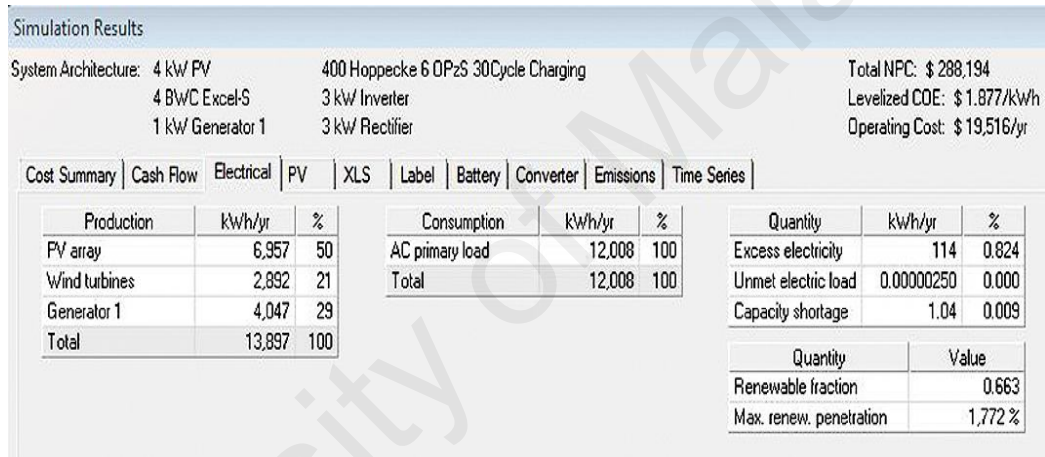 Simulation Results
System Architecture: 4 kW PV 400 Hoppecke 6 OPzS 30Cycle Charging Total NPC: $ 288,194
4 BWC Excel-S 3 kW Inverter Levelized COE: $ 1.877/kWh
1 kW Generator 1 3 kW Rectifier Operating Cost: $ 19,516/yr
Cost Summary Cash Flow Electrical PV XLS Label Battery Converter Emissions Time Series
Production kWh/yr % Consumption kWh/yr % Quantity kWh/yr %
PV array 6,957 50 AC primary load 12,008 100 Excess electricity 114 0.824
Wind turbines 2,892 21 Total 12,008 100 Unmet electric load 0.00000250 0.000
Generator 1 4,047 29 Capacity shortage 1.04 0.009
Total 13,897 100
Quantity Value
Renewable fraction 0.663
Max. renew. penetration 1,772 %
sity of Mala